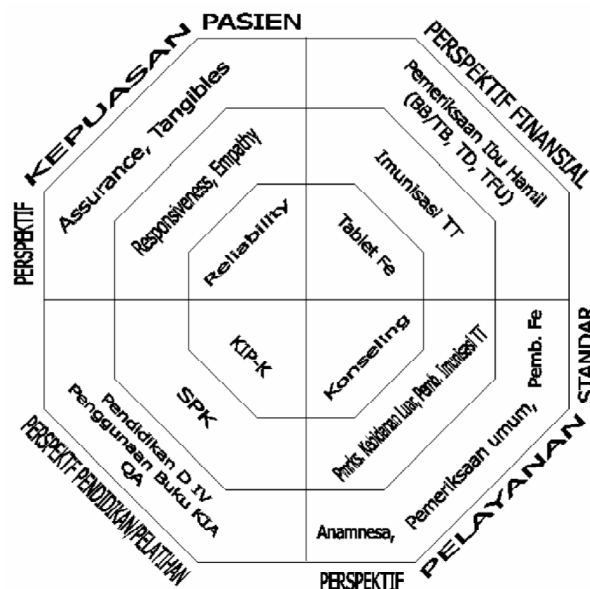 PERSPEKTIF KEPUASAN PASIEN
Assurance, Tangibles
Responsiveness, Empathy
Reliability
PERSPEKTIF FINANSIAL
Pemeriksaan Ibu Hamil
(BB/TB, TD, TFU)
Imunisasi TT
Tablet Fe
KIP-K
SPK
Pendidikan D IV
Penggunaan Buku KIA
QA
PERSPEKTIF PENDIDIKAN/PELATIHAN
Konseling
Pmrks. Kebidanan Luar, Pemb. Imunisasi TT
Anamnesa, Pemeriksaan umum, Pemb. Fe
PERSPEKTIF PELAYANAN STANDAR